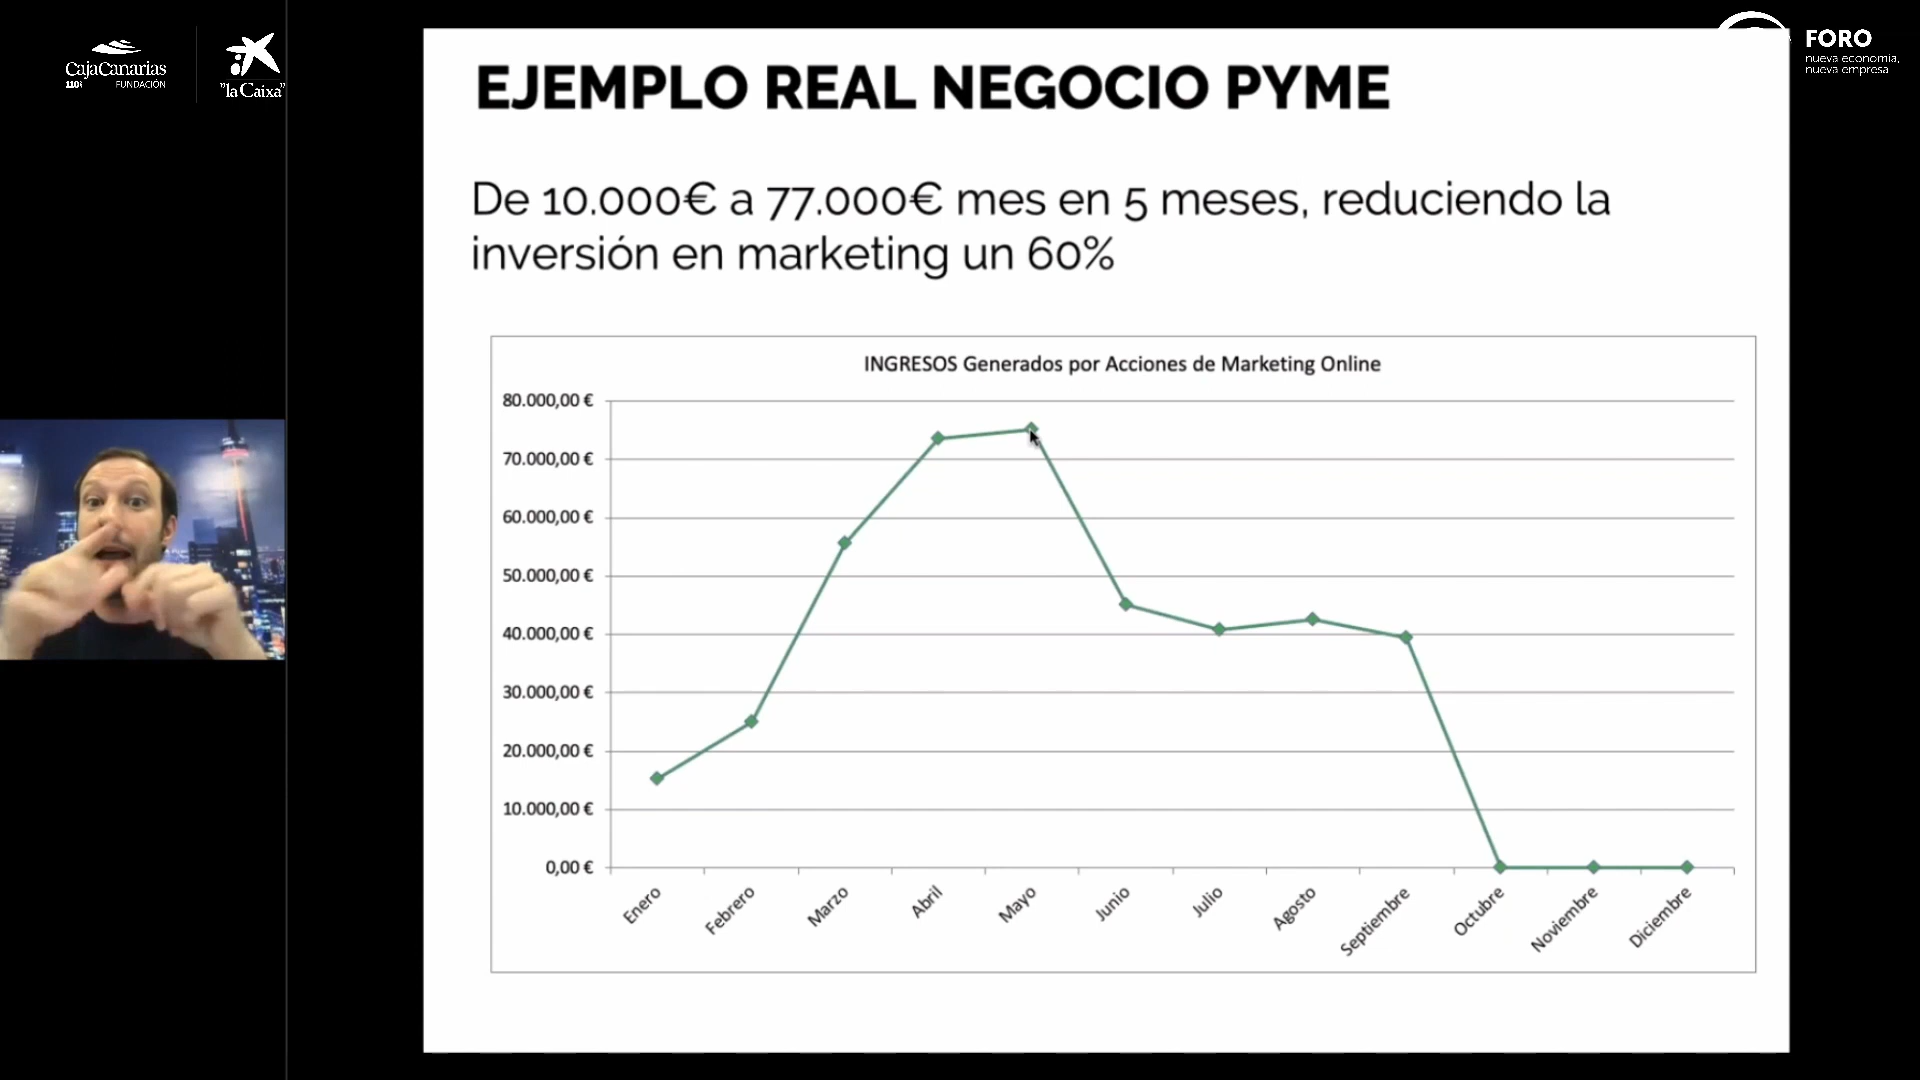 CajaCanarias
FUNDACIÓN
"la Caixa"
FORO
nueva economía,
nueva empresa
EJEMPLO REAL NEGOCIO PYME
De 10.000€ a 77.000€ mes en 5 meses, reduciendo la
inversión en marketing un 60%
INGRESOS Generados por Acciones de Marketing Online
80.000,00 €
70.000,00 €
60.000,00 €
50.000,00 €
40.000,00 €
30.000,00 €
20.000,00 €
10.000,00 €
0,00 €
Enero
Febrero
Marzo
Abril
Mayo
Junio
Julio
Agosto
Septiembre
Octubre
Noviembre
Diciembre